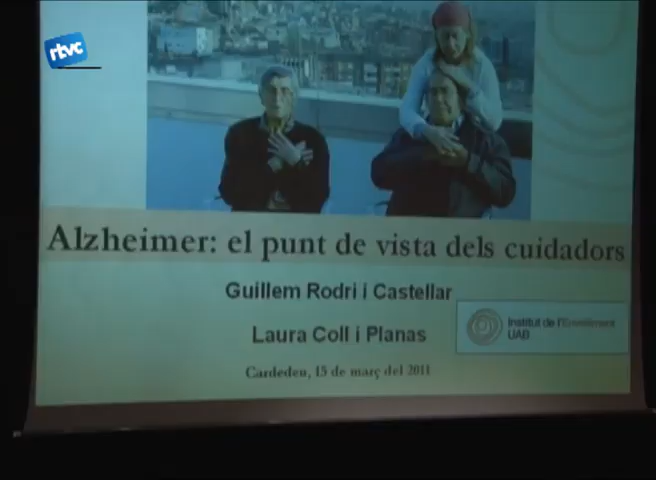 rtvc
Alzheimer: el punt de vista dels cuidadors
Guillem Rodri i Castellar
Laura Coll i Planas
Institut de l'Envelliment
UAB
Cardedeu, 15 de març del 2011